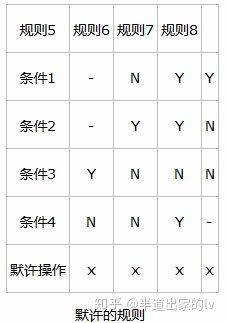 规则5 规则6 规则7 规则8
条件1 - N Y Y
条件2 - Y Y N
条件3 Y N N N
条件4 N N Y -
默许操作 x x x x
默许的规则
知乎 @半道出家的lv